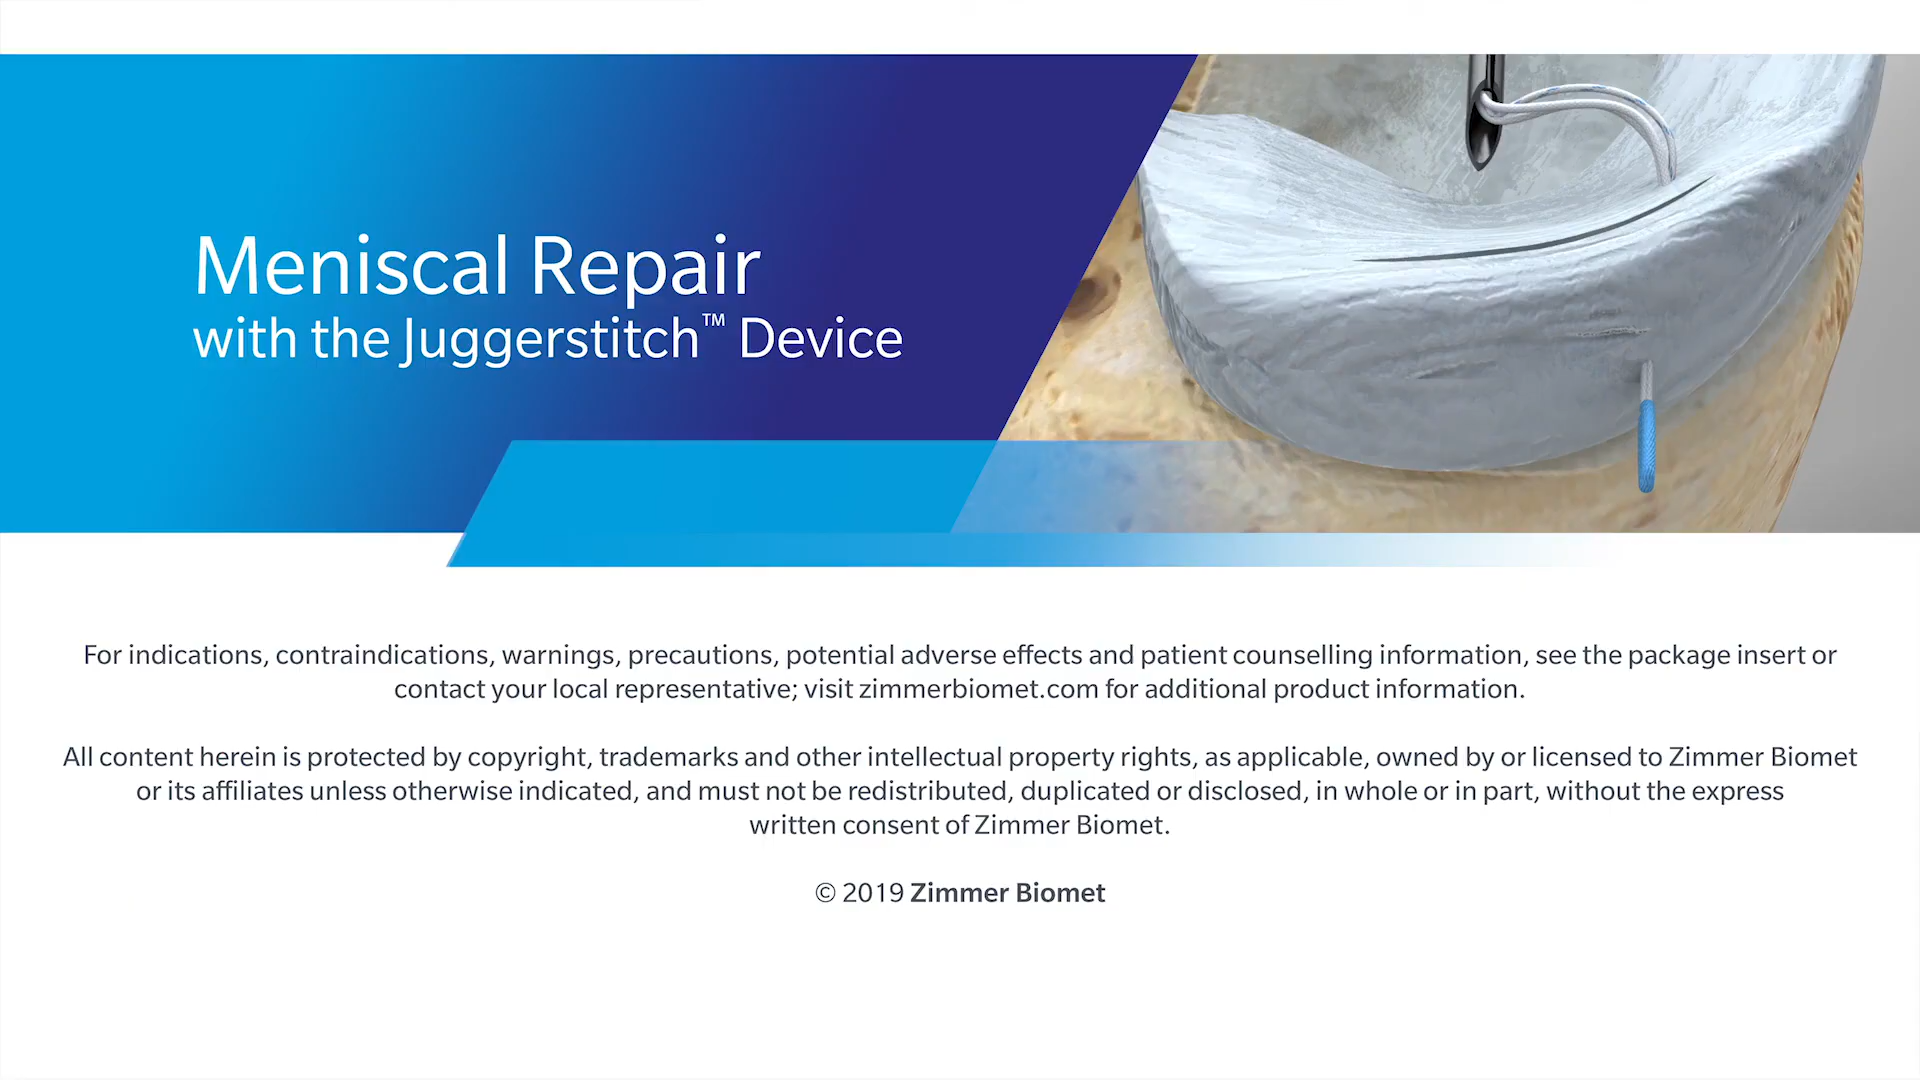 Meniscal Repair
with the Juggerstitch™ Device
For indications, contraindications, warnings, precautions, potential adverse effects and patient counselling information, see the package insert or
contact your local representative; visit zimmerbiomet.com for additional product information.
All content herein is protected by copyright, trademarks and other intellectual property rights, as applicable, owned by or licensed to Zimmer Biomet
or its affiliates unless otherwise indicated, and must not be redistributed, duplicated or disclosed, in whole or in part, without the express
written consent of Zimmer Biomet.
© 2019 Zimmer Biomet